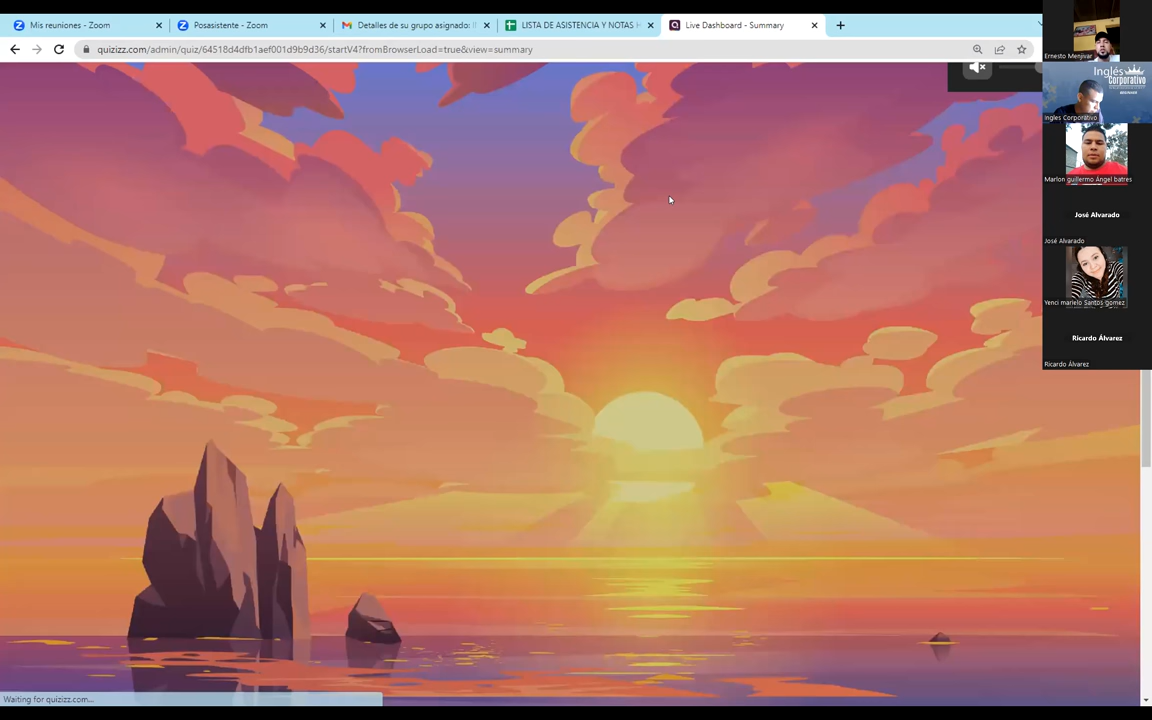 Mis reuniones - Zoom
Posasistente - Zoom
Detalles de su grupo asignado: I
LISTA DE ASISTENCIA Y NOTAS H
Live Dashboard - Summary
quizizz.com/admin/quiz/64518d4dfb1aef001d9b9d36/startV4?fromBrowserLoad=true&view=summary
Ernesto Menjivar
Inglés
Corporativo
Ingles Corporativo
Marlon guillermo Ángel batres
José Alvarado
José Alvarado
Yenci marielo Santos gomez
Ricardo Álvarez
Ricardo Álvarez
Waiting for quizizz.com...